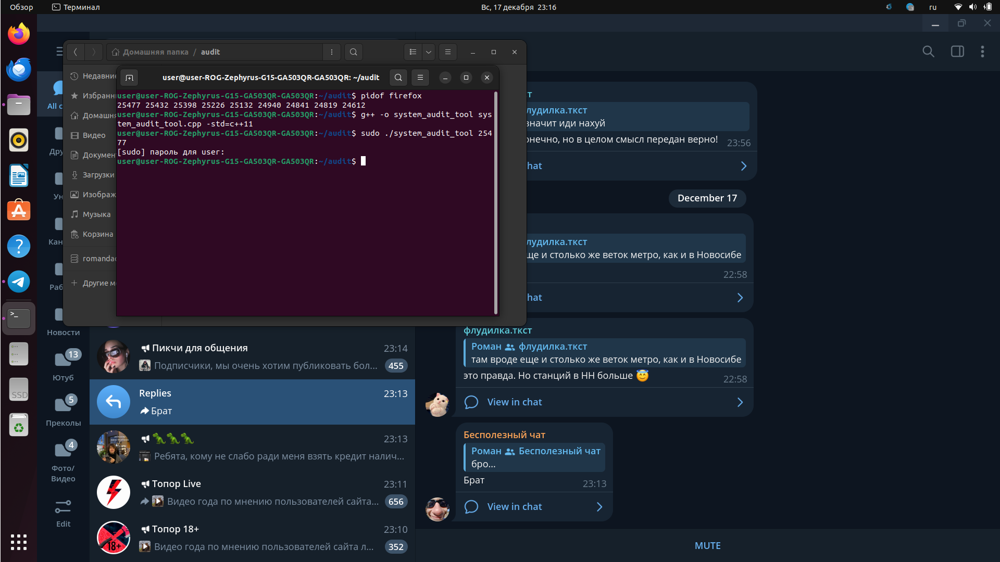 Обзор
Терминал
Вс, 17 декабря 23:16
ru
Домашняя папка / audit
Недавние
Избранн
Домашня
Видео
Докумен
Загрузки
Изображ
Музыка
Корзина
romandac
Другие м
user@user-ROG-Zephyrus-G15-GA503QR-GA503QR: ~/audit
user@user-ROG-Zephyrus-G15-GA503QR-GA503QR:~/audit$ pidof firefox
25477 25432 25398 25226 25132 24940 24841 24819 24612
user@user-ROG-Zephyrus-G15-GA503QR-GA503QR:~/audit$ g++ -o system_audit_tool sys
tem_audit_tool.cpp -std=c++11
user@user-ROG-Zephyrus-G15-GA503QR-GA503QR:~/audit$ sudo ./system_audit_tool 254
77
[sudo] пароль для user:
user@user-ROG-Zephyrus-G15-GA503QR-GA503QR:~/audit$
SSD
All c
Дру
Ун
Кан
Раб
Новости
13
Ютуб
5
Преколы
4
Фото/
Видео
Edit
Пикчи для общения 23:14
Подписчики, мы очень хотим публиковать бол... 455
Replies 23:13
Брат
23:13
Ребята, кому не слабо ради меня взять кредит налич...
Топор Live 23:11
Видео года по мнению пользователей сайта... 656
Топор 18+ 23:10
Видео года по мнению пользователей сайта л... 352
18+
т
лудилка.ткст
значит иди нахуй
онечно, но в целом смысл передан верно! 23:56
hat
December 17
лудилка.ткст
ще и столько же веток метро, как и в Новосибе
22:58
hat
флудилка.ткст
Роман флудилка.ткст
там вроде еще и столько же веток метро, как и в Новосибе
это правда. Но станций в НН больше 😇 22:58
View in chat
Бесполезный чат
Роман Бесполезный чат
бро...
Брат 23:13
View in chat
MUTE